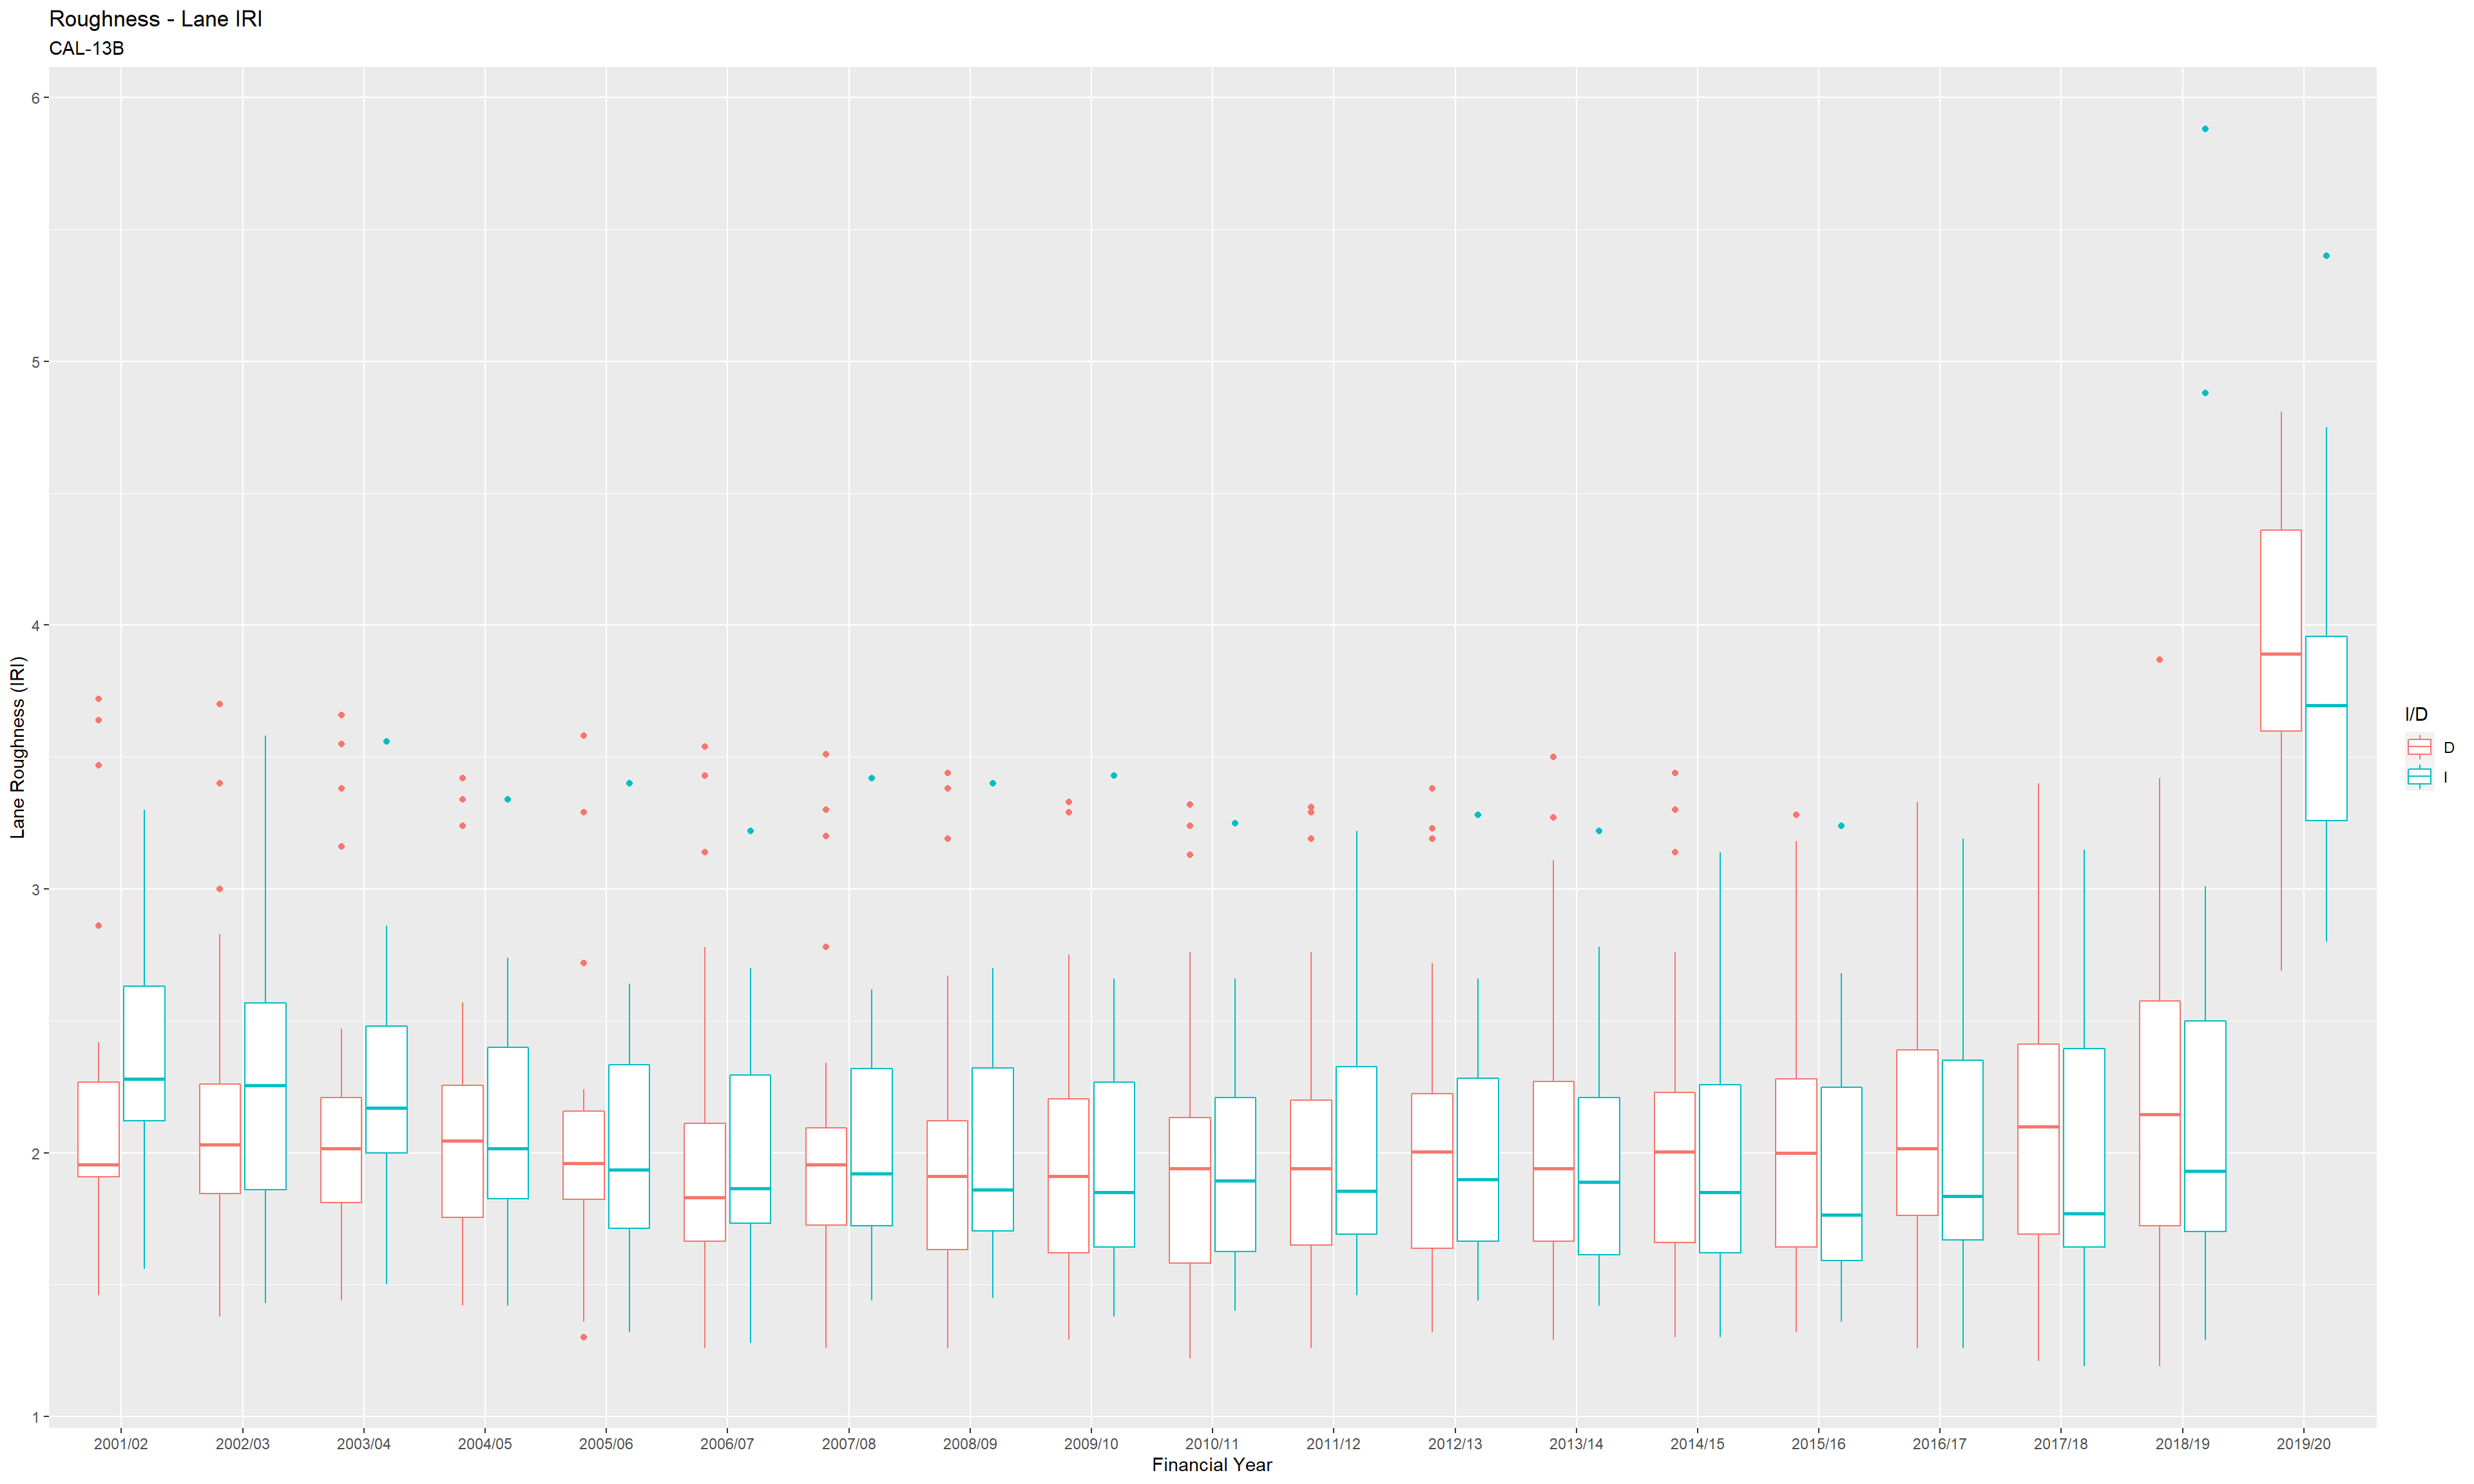 Roughness - Lane IRI
CAL-13B
6
5
4
3
2
1
Lane Roughness (IRI)
2001/02 2002/03 2003/04 2004/05 2005/06 2006/07 2007/08 2008/09 2009/10 2010/11 2011/12 2012/13 2013/14 2014/15 2015/16 2016/17 2017/18 2018/19 2019/20
Financial Year
I/D
D
I